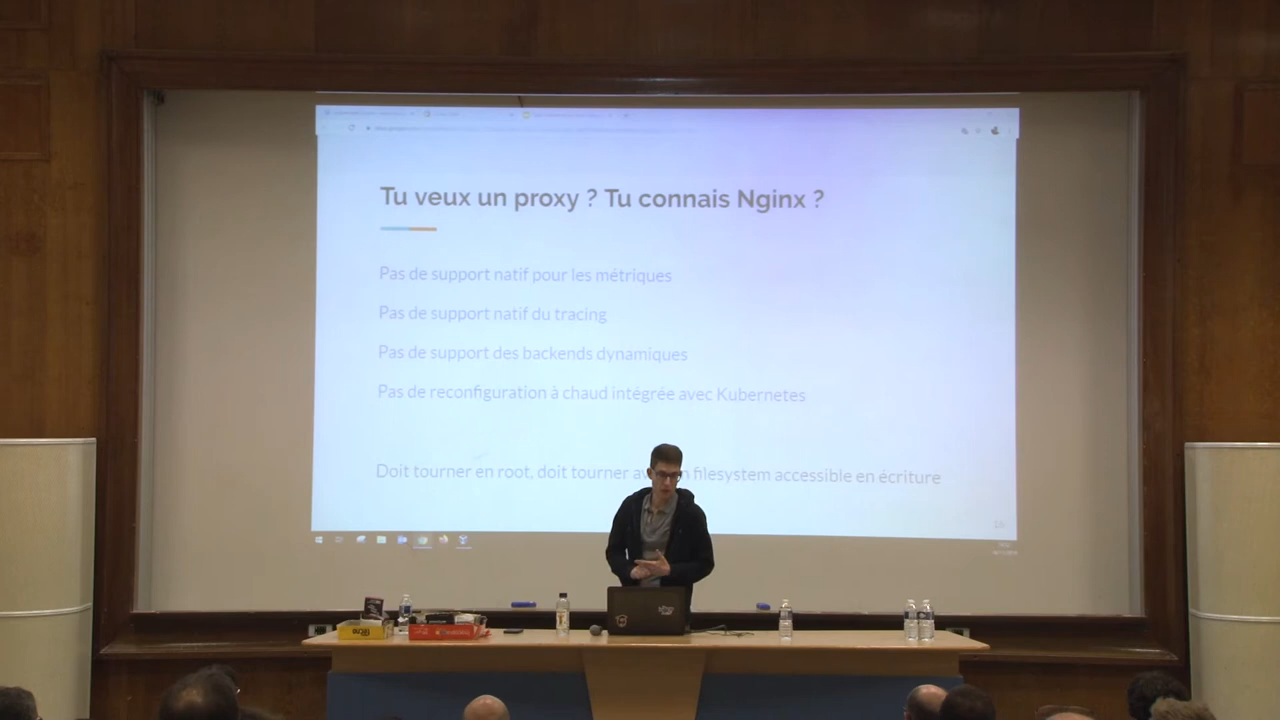 Tu veux un proxy ? Tu connais Nginx ?
Pas de support natif pour les métriques
Pas de support natif du tracing
Pas de support des backends dynamiques
Pas de reconfiguration à chaud intégrée avec Kubernetes
Doit tourner en root, doit tourner filesystem accessible en écriture